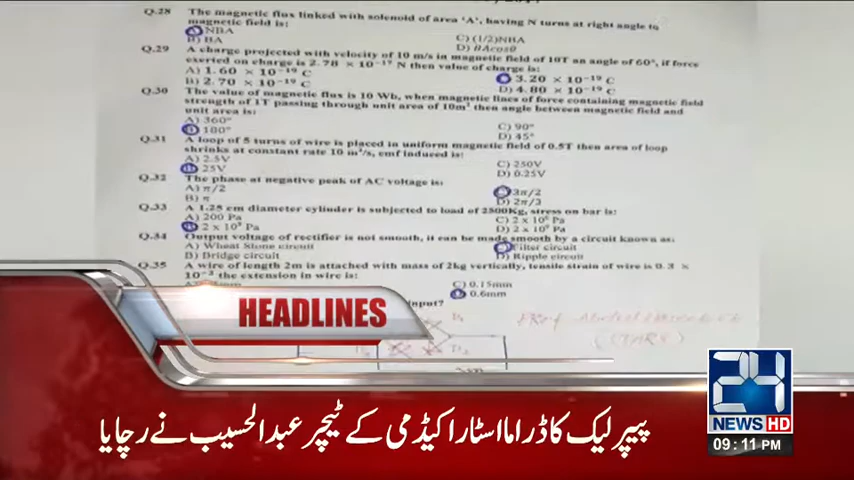 Q.28 The magnetic flux linked with solenoid of area 'A', having N turns at right angle to
magnetic field is:
A) NBA C) (1/2)NBA
B) BA D) BAcosθ
Q.29 A charge projected with velocity of 10 m/s in magnetic field of 10T an angle of 60°, if force
exerted on charge is 2.78 × 10⁻¹⁷ N then value of charge is:
A) 1.60 × 10⁻¹⁹ C 3.20 × 10⁻¹⁹ C
B) 2.70 × 10⁻¹⁹ C D) 4.80 × 10⁻¹⁹ C
Q.30 The value of magnetic flux is 10 Wb, when magnetic lines of force containing magnetic field
strength of 1T passing through unit area of 10m² then angle between magnetic field and
unit area is:
A) 360° C) 90°
180° D) 45°
Q.31 A loop of 5 turns of wire is placed in uniform magnetic field of 0.5T then area of loop
shrinks at constant rate 10 m²/s, emf induced is:
A) 2.5V C) 250V
25V D) 0.25V
Q.32 The phase at negative peak of AC voltage is:
A) π/2 3π/2
B) π D) 2π/3
Q.33 A 1.25 cm diameter cylinder is subjected to load of 2500Kg, stress on bar is:
A) 200 Pa
Q.34 Output voltage of rectifier is not smooth, it can be made smooth by a circuit known as:
A) Wheat Stone circuit Filter circuit
B) Bridge circuit D) Ripple circuit
Q.35 A wire of length 2m is attached with mass of 2kg vertically, tensile strain of wire is 0.3 ×
10⁻³ the extension in wire is:
C) 0.15mm
0.6mm
input?
HEADLINES
24
NEWS HD
09:11 PM
پیپر لیک کا ڈراما اسٹار اکیڈمی کے ٹیچر عبدالحسیب نے رچایا